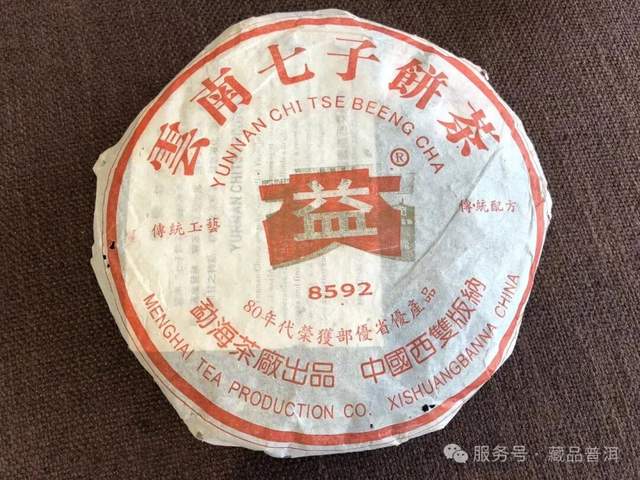 雲南七子餅茶
YUNNAN CHI TSE BEENG CHA
®
益
傳統工藝
傳統配方
8592
80年代榮獲部優省優產品
勐海茶廠出品 中國西雙版納
MENGHAI TEA PRODUCTION CO. XISHUANGBANNA CHINA
服务号 · 藏品普洱